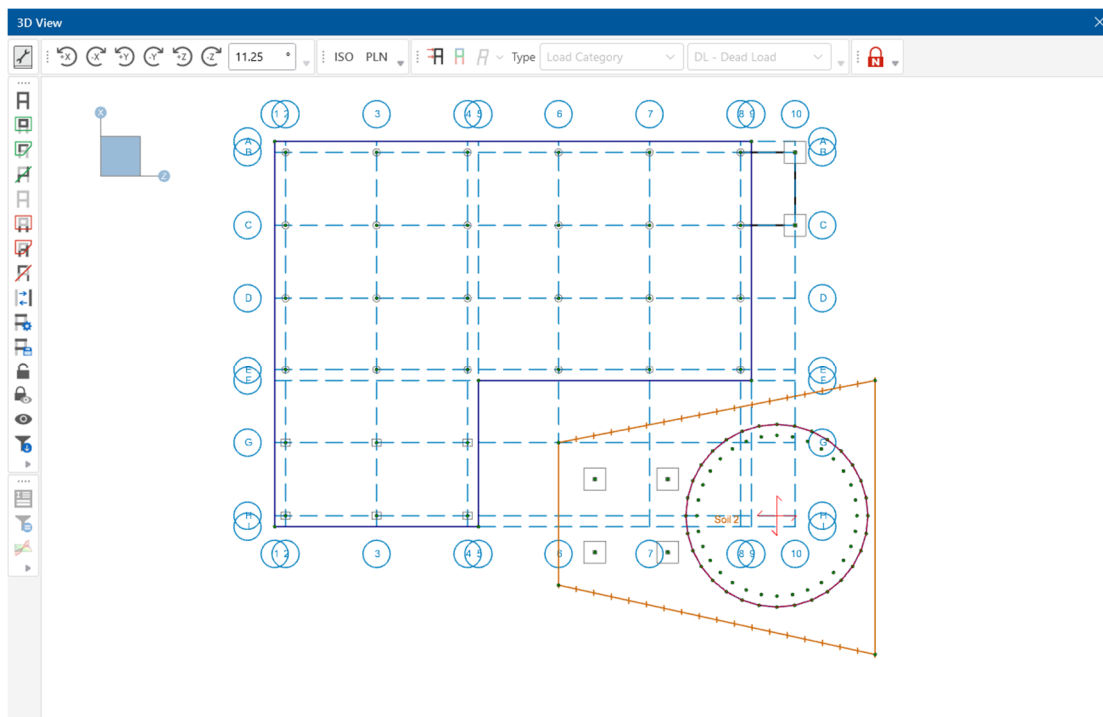 3D View
+X -X +Y -Y +Z -Z 11.25 ° ISO PLN Type Load Category DL - Dead Load N
X
Z
1 2 3 4 5 6 7 8 9 10
A A
B B
C C
D D
E E
F F
G G
H Soil 2 H
I I
1 2 3 4 5 6 7 8 9 10